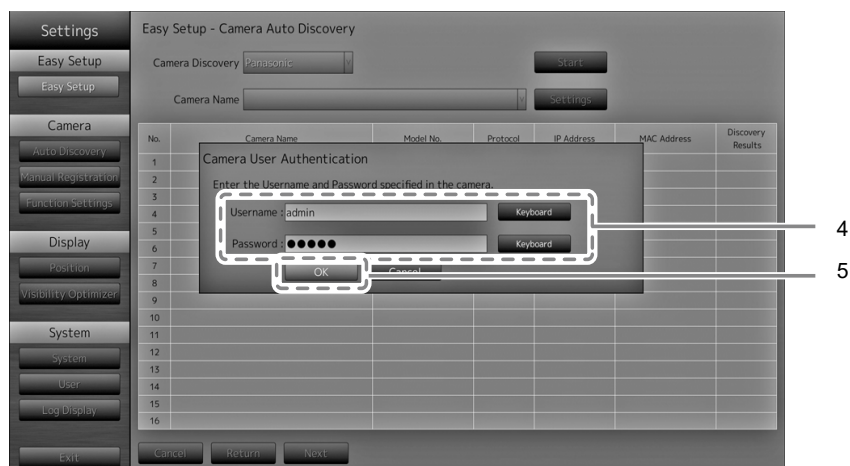 Settings
Easy Setup
Easy Setup
Camera
Auto Discovery
Manual Registration
Function Settings
Display
Position
Visibility Optimizer
System
System
User
Log Display
Exit
Easy Setup - Camera Auto Discovery
Camera Discovery Panasonic Start
Camera Name Settings
No. Camera Name Model No. Protocol IP Address MAC Address Discovery Results
1
2
3
4
5
6
7
8
9
10
11
12
13
14
15
16
Camera User Authentication
Enter the Username and Password specified in the camera.
Username : admin Keyboard
Password : ●●●●● Keyboard
OK Cancel
Cancel Return Next
4
5